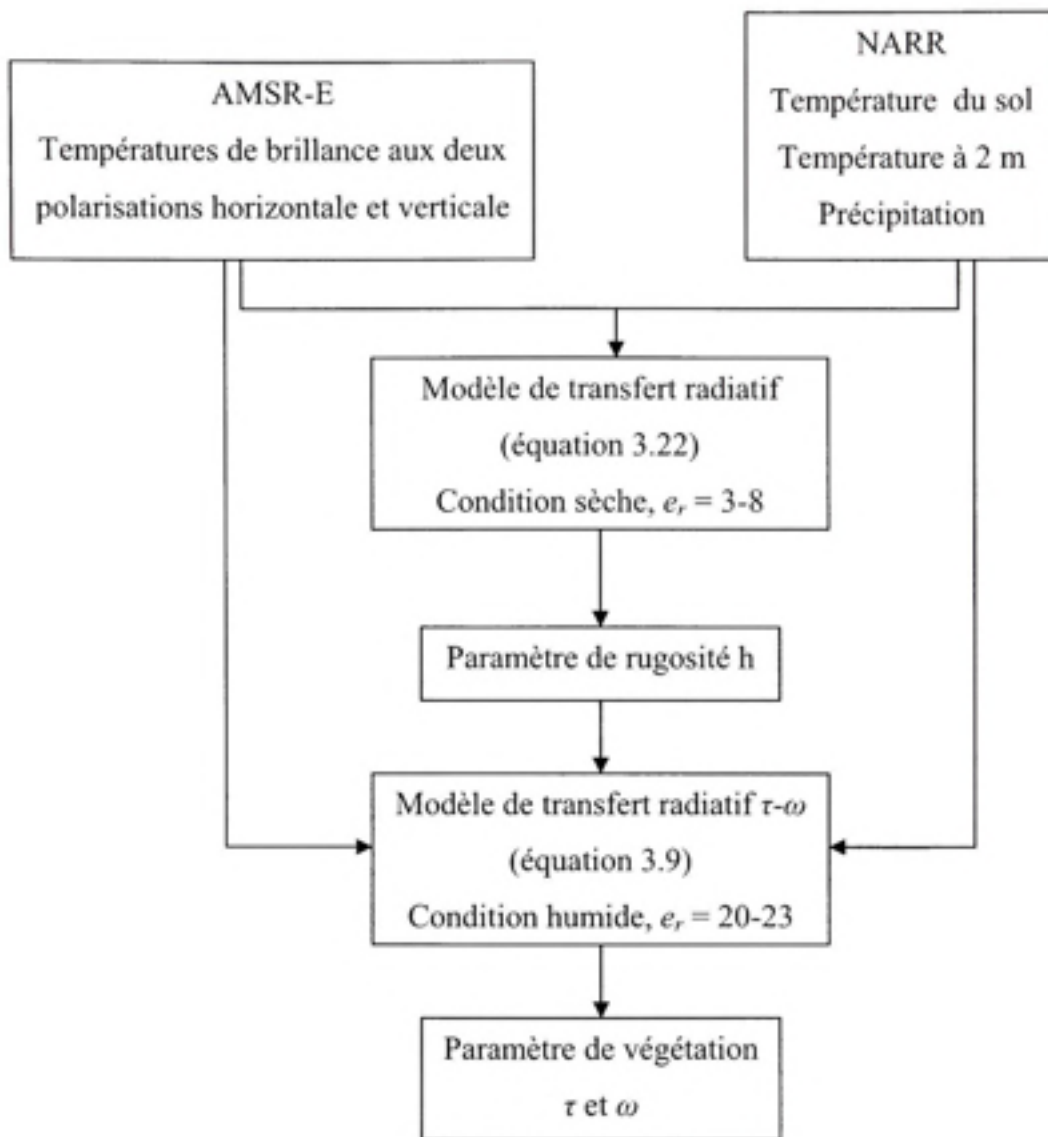 AMSR-E
Températures de brillance aux deux
polarisations horizontale et verticale
NARR
Température du sol
Température à 2 m
Précipitation
Modèle de transfert radiatif
(équation 3.22)
Condition sèche, eᵣ = 3-8
Paramètre de rugosité h
Modèle de transfert radiatif τ-ω
(équation 3.9)
Condition humide, eᵣ = 20-23
Paramètre de végétation
τ et ω